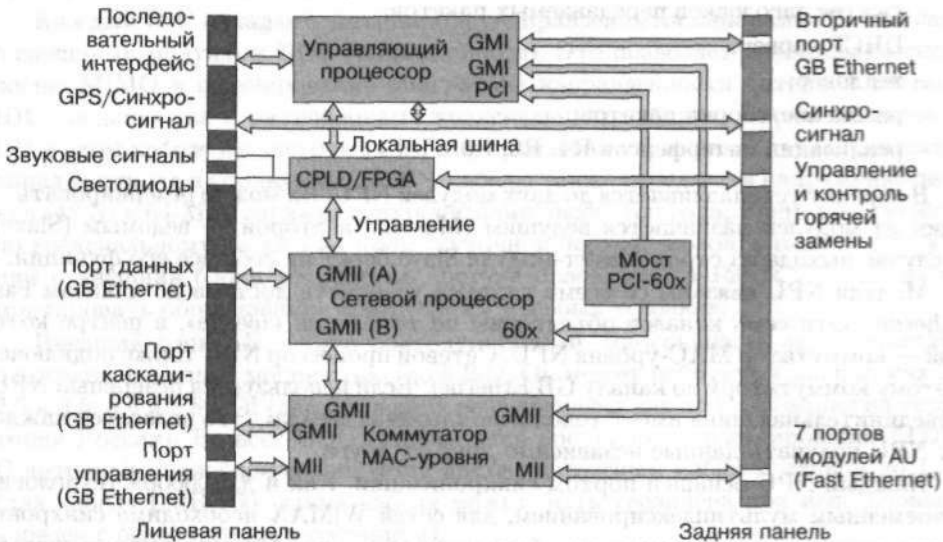 Последо-
вательный
интерфейс
GPS/Синхро-
сигнал
Звуковые сигналы
Светодиоды
Порт данных
(GB Ethernet)
Порт
каскади-
рования
(GB Ethernet)
Порт
управления
(GB Ethernet)
Лицевая панель
Управляющий
процессор
GMI
GMI
PCI
Локальная шина
CPLD/FPGA
Управление
GMII (A)
Сетевой процессор
GMII (B)
60x
Мост
PCI-60x
GMII
GMII
GMII
Коммутатор
MAC-уровня
MII
MII
Вторичный
порт
GB Ethernet
Синхро-
сигнал
Управление
и контроль
горячей
замены
7 портов
модулей AU
(Fast Ethernet)
Задняя панель